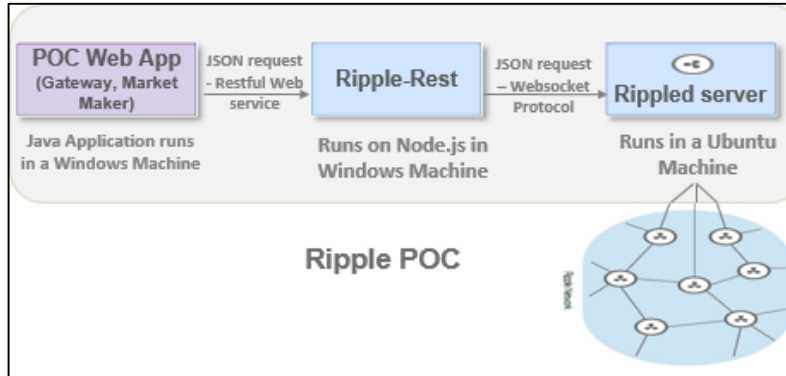 POC Web App
(Gateway, Market
Maker)
JSON request
- Restful Web
service
Ripple-Rest
JSON request
– Websocket
Protocol
Rippled server
Java Application runs
in a Windows Machine
Runs on Node.js in
Windows Machine
Runs in a Ubuntu
Machine
Ripple POC
Ripple Network